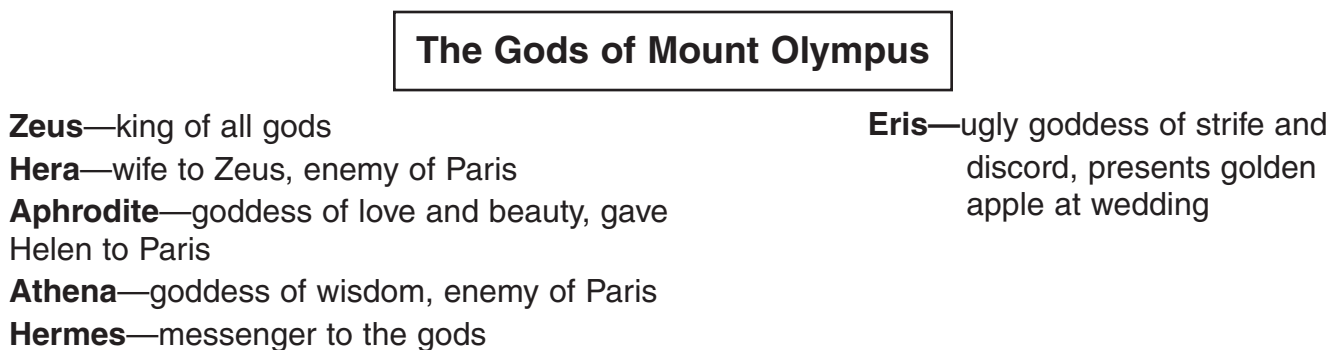 The Gods of Mount Olympus
Zeus—king of all gods
Hera—wife to Zeus, enemy of Paris
Aphrodite—goddess of love and beauty, gave
Helen to Paris
Athena—goddess of wisdom, enemy of Paris
Hermes—messenger to the gods
Eris—ugly goddess of strife and
discord, presents golden
apple at wedding